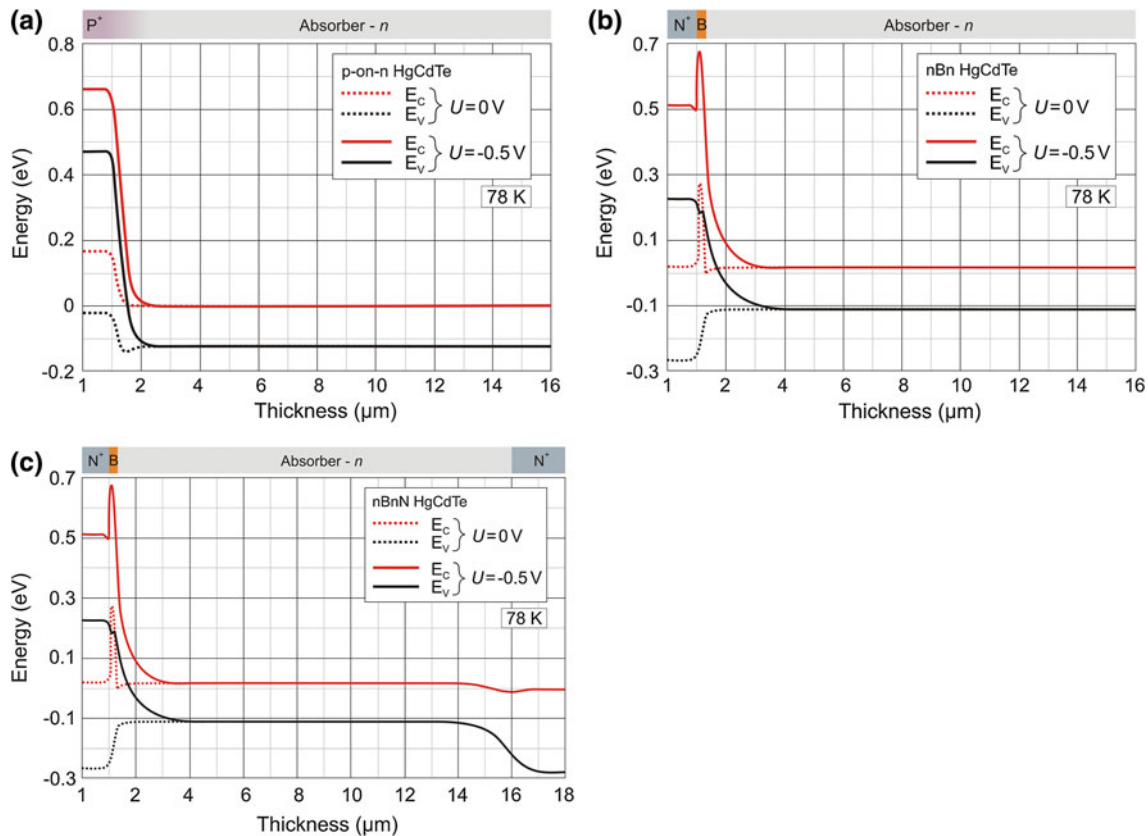 (a)
P+ Absorber - n
0.8
0.6
0.4
0.2
0
-0.2
Energy (eV)
p-on-n HgCdTe
EC
EV } U = 0 V
EC
EV } U = -0.5 V
78 K
1 2 4 6 8 10 12 14 16
Thickness (μm)
(b)
N+ B Absorber - n
0.7
0.5
0.3
0.1
-0.1
-0.3
Energy (eV)
nBn HgCdTe
EC
EV } U = 0 V
EC
EV } U = -0.5 V
78 K
1 2 4 6 8 10 12 14 16
Thickness (μm)
(c)
N+ B Absorber - n N+
0.7
0.5
0.3
0.1
-0.1
-0.3
Energy (eV)
nBnN HgCdTe
EC
EV } U = 0 V
EC
EV } U = -0.5 V
78 K
1 2 4 6 8 10 12 14 16 18
Thickness (μm)